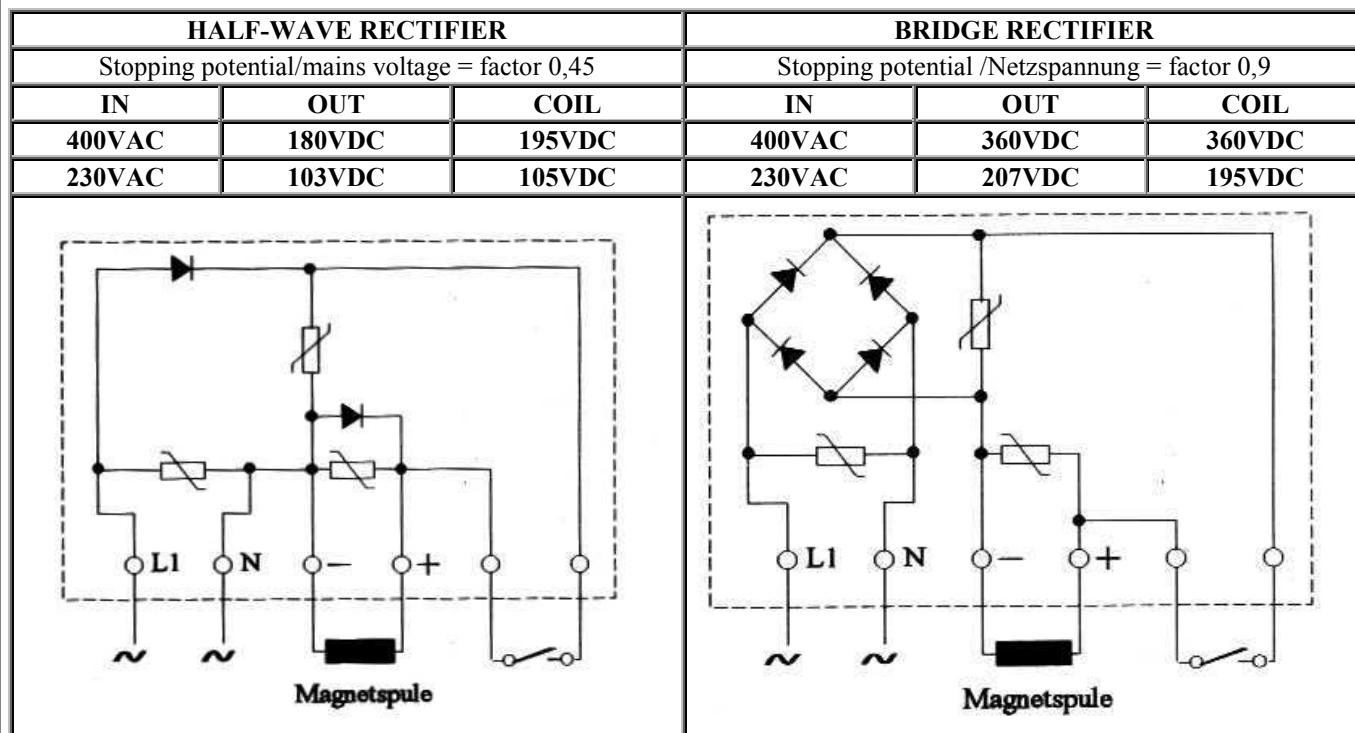 HALF-WAVE RECTIFIER
Stopping potential/mains voltage = factor 0,45
IN OUT COIL
400VAC 180VDC 195VDC
230VAC 103VDC 105VDC
L1 N − +
~ ~
Magnetspule
BRIDGE RECTIFIER
Stopping potential /Netzspannung = factor 0,9
IN OUT COIL
400VAC 360VDC 360VDC
230VAC 207VDC 195VDC
L1 N − +
~ ~
Magnetspule